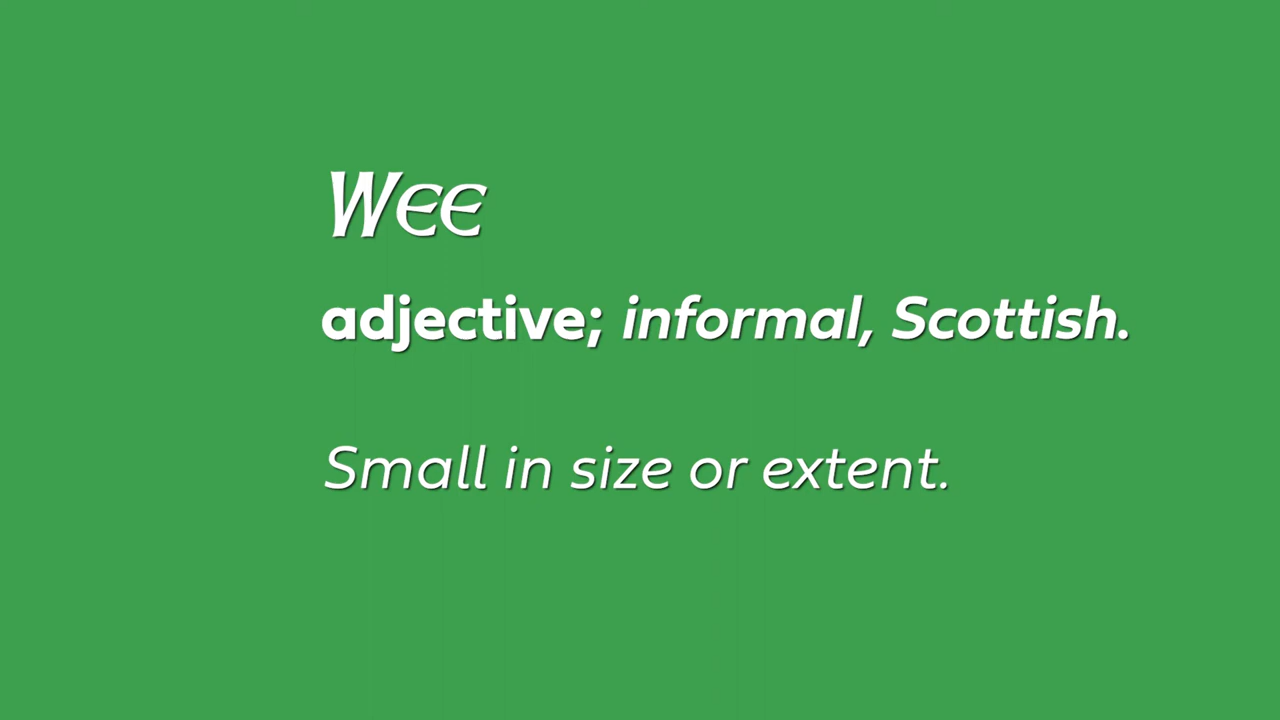 Wee
adjective; informal, Scottish.
Small in size or extent.